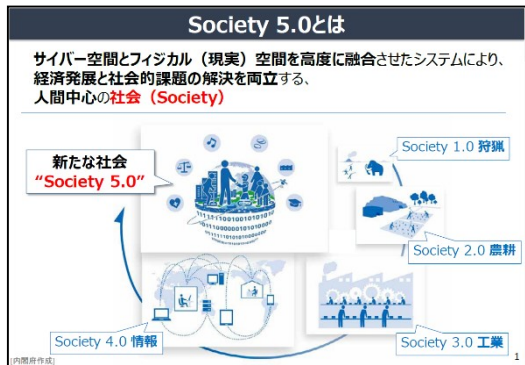 Society 5.0とは
サイバー空間とフィジカル（現実）空間を高度に融合させたシステムにより、
経済発展と社会的課題の解決を両立する、
人間中心の社会（Society）
新たな社会
“Society 5.0”
Society 1.0 狩猟
Society 2.0 農耕
Society 3.0 工業
Society 4.0 情報
[内閣府作成]
1